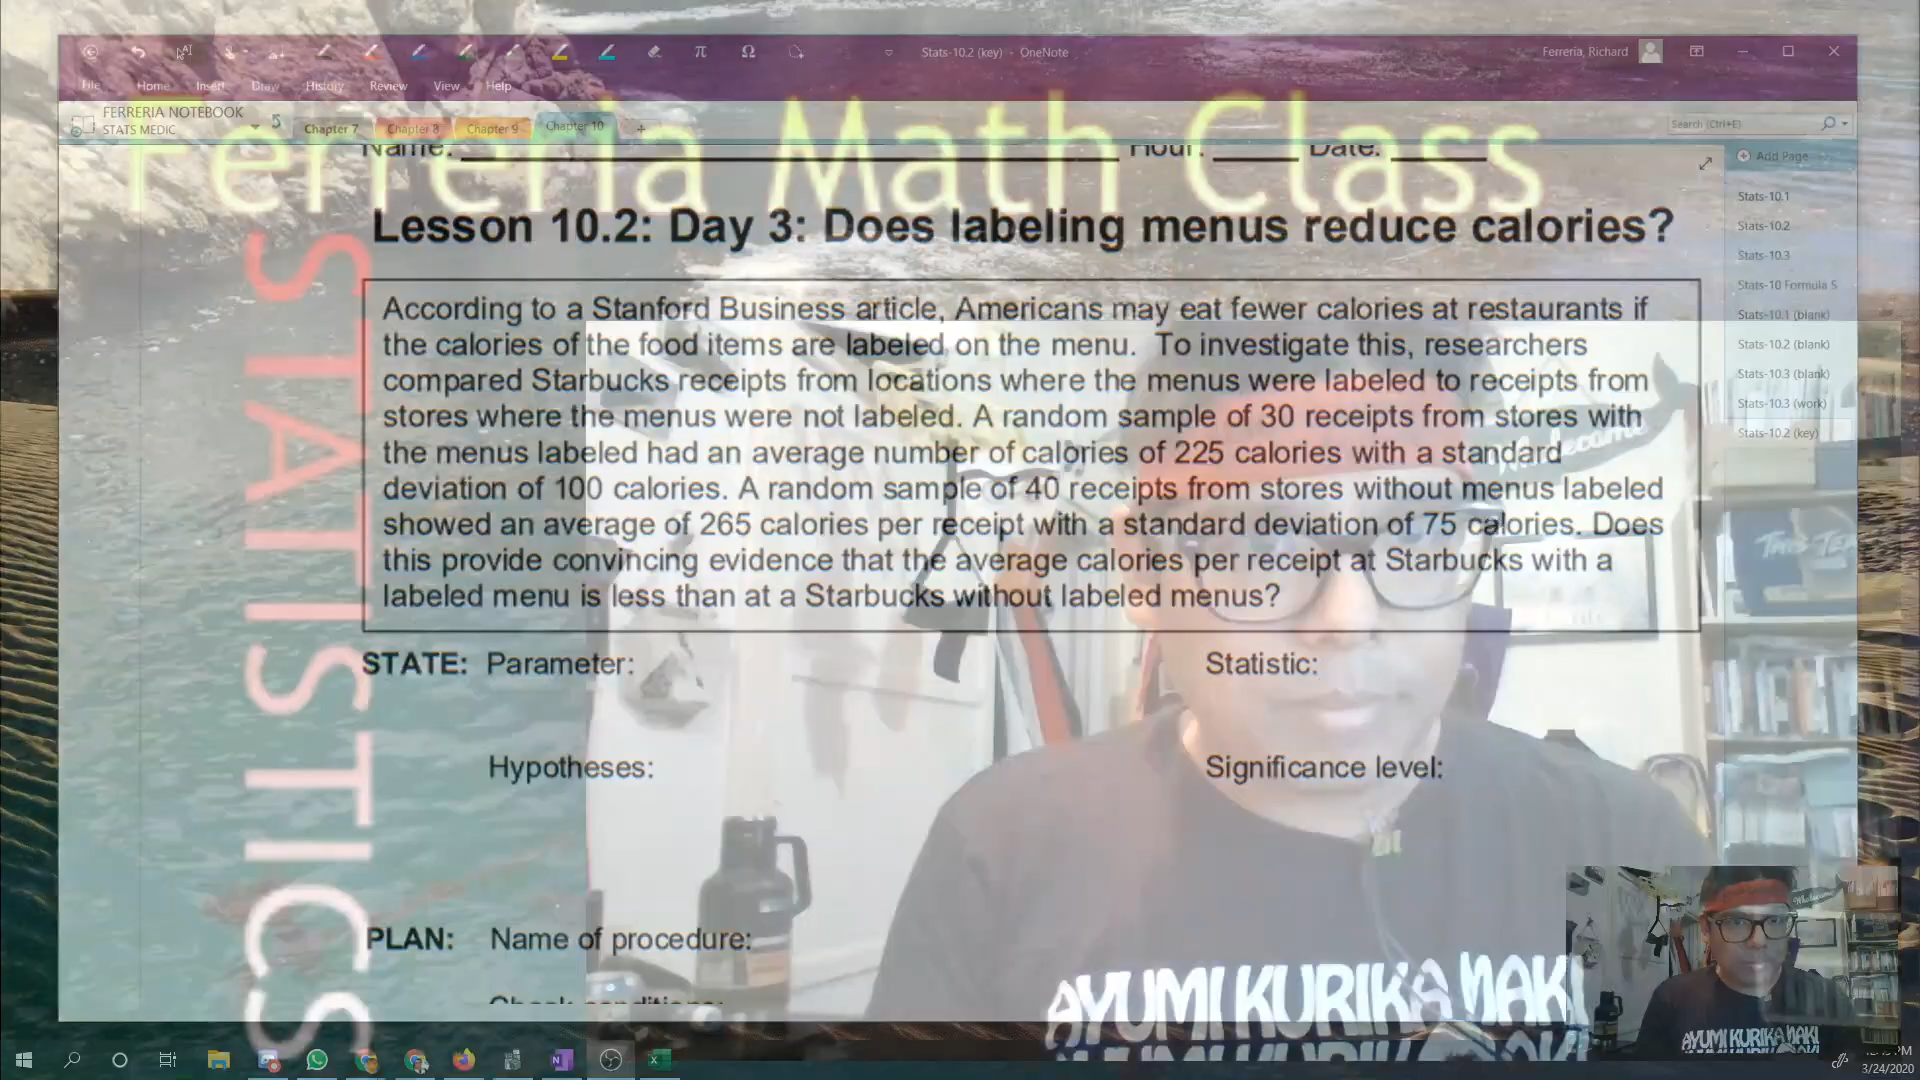 Stats-10.2 (key) - OneNote
Ferreria, Richard
File Home Insert Draw History Review View Help
FERRERIA NOTEBOOK
STATS MEDIC
Chapter 7 Chapter 8 Chapter 9 Chapter 10 +
Search (Ctrl+E)
Ferreria Math Class
STATISTICS
Name: Hour: Date:
Lesson 10.2: Day 3: Does labeling menus reduce calories?
According to a Stanford Business article, Americans may eat fewer calories at restaurants if
the calories of the food items are labeled on the menu. To investigate this, researchers
compared Starbucks receipts from locations where the menus were labeled to receipts from
stores where the menus were not labeled. A random sample of 30 receipts from stores with
the menus labeled had an average number of calories of 225 calories with a standard
deviation of 100 calories. A random sample of 40 receipts from stores without menus labeled
showed an average of 265 calories per receipt with a standard deviation of 75 calories. Does
this provide convincing evidence that the average calories per receipt at Starbucks with a
labeled menu is less than at a Starbucks without labeled menus?
STATE: Parameter: Statistic:
Hypotheses: Significance level:
PLAN: Name of procedure:
Check conditions:
Add Page
Stats-10.1
Stats-10.2
Stats-10.3
Stats-10 Formula S
Stats-10.1 (blank)
Stats-10.2 (blank)
Stats-10.3 (blank)
Stats-10.3 (work)
Stats-10.2 (key)
AYUMI KURIKA MAKI
AYUMI KURIKA MAKI
3/24/2020